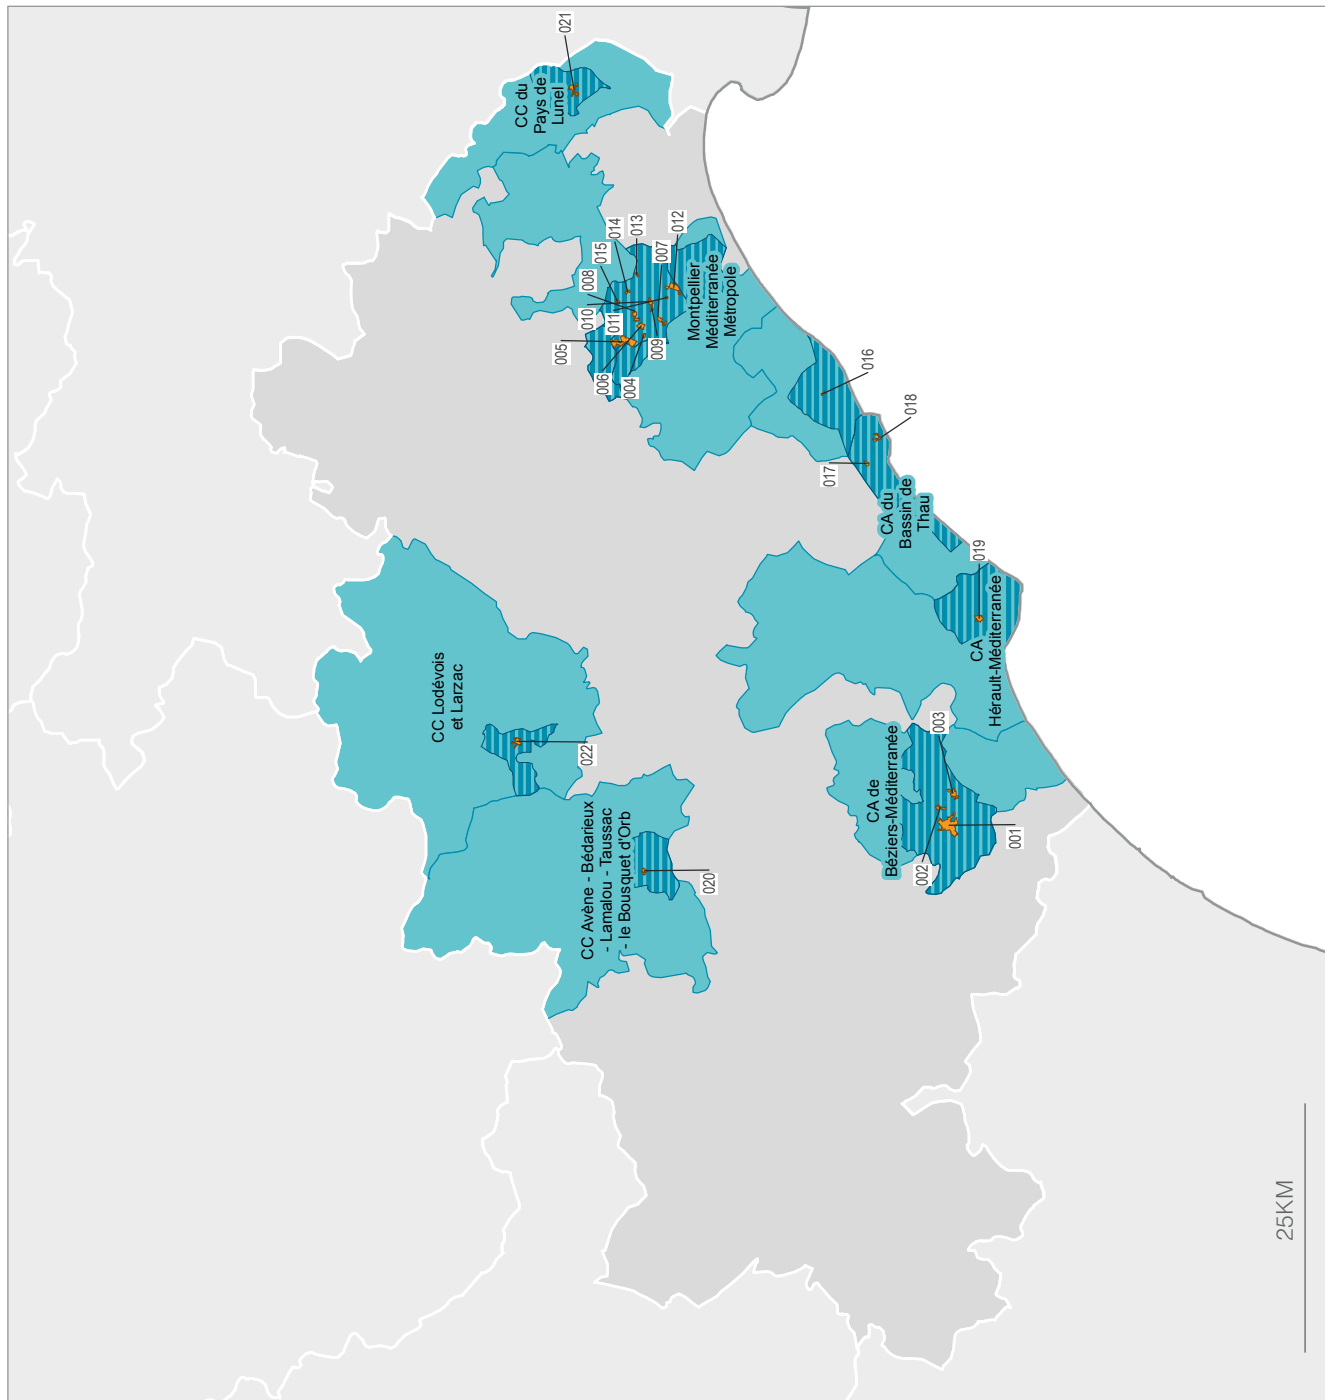 CC Lodévois
et Larzac
022
CC Avène - Bédarieux
- Lamalou - Taussac
- le Bousquet d'Orb
020
CA de
Béziers-Méditerranée
001
002
003
CA
Hérault-Méditerranée
019
CA du
Bassin de
Thau
017
018
016
Montpellier
Méditerranée
Métropole
005
006
004
011
010
008
009
015
014
013
007
012
CC du
Pays de
Lunel
021
25KM